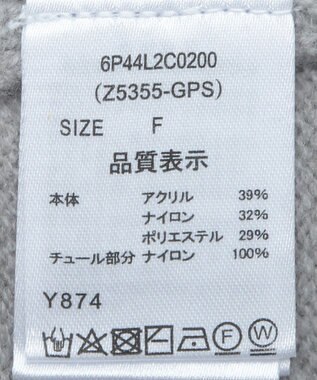 6P44L2C0200
(Z5355-GPS)
SIZE F
品質表示
本体 アクリル 39%
ナイロン 32%
ポリエステル 29%
チュール部分 ナイロン 100%
Y874
F W